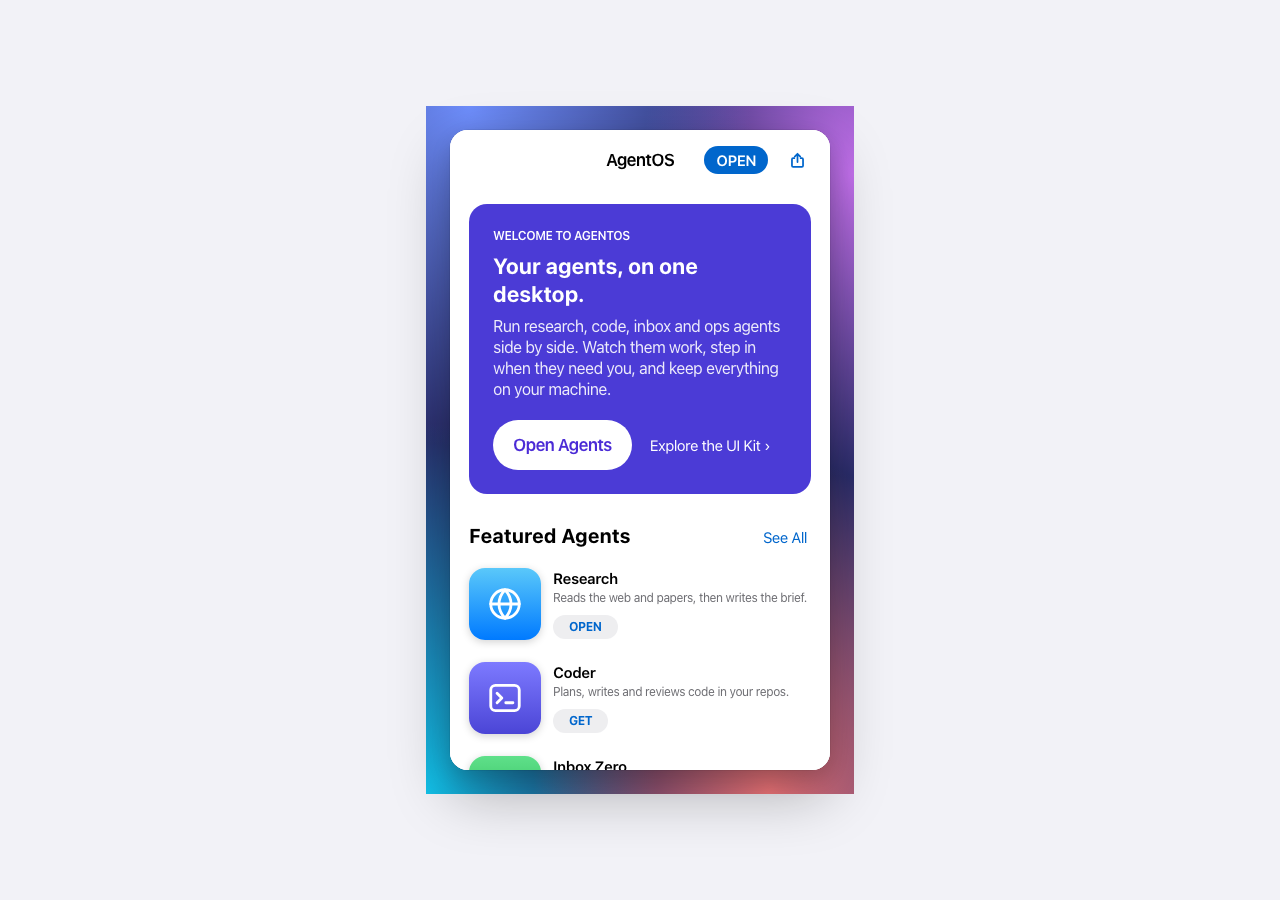 AgentOS
OPEN
WELCOME TO AGENTOS
Your agents, on one
desktop.
Run research, code, inbox and ops agents
side by side. Watch them work, step in
when they need you, and keep everything
on your machine.
Open Agents
Explore the UI Kit ›
Featured Agents
See All
Research
Reads the web and papers, then writes the brief.
OPEN
Coder
Plans, writes and reviews code in your repos.
GET
Inbox Zero